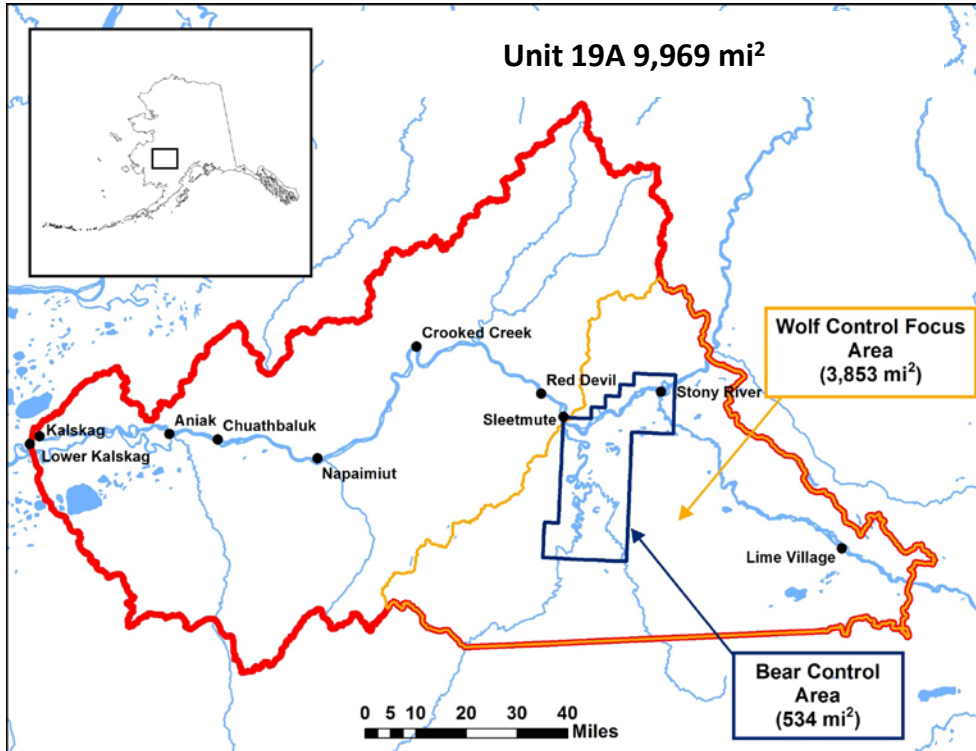 Unit 19A 9,969 mi²
Crooked Creek
Wolf Control Focus
Area
(3,853 mi²)
Red Devil
Stony River
Sleetmute
Kalskag
Lower Kalskag
Aniak
Chuathbaluk
Napaimiut
Lime Village
Bear Control
Area
(534 mi²)
0 5 10 20 30 40
Miles